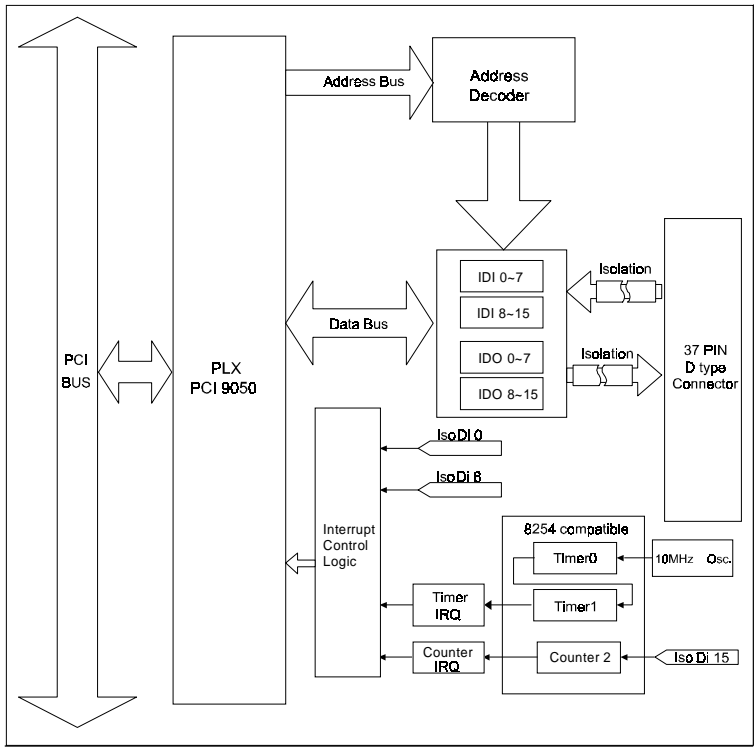 Address Bus
Address
Decoder
IDI 0~7
IDI 8~15
IDO 0~7
IDO 8~15
Isolation
Isolation
37 PIN
D type
Connector
Data Bus
PCI
BUS
PLX
PCI 9050
IsoDI 0
IsoDi 8
Interrupt
Control
Logic
8254 compatible
Timer0
10MHz Osc.
Timer
IRQ
Timer1
Counter
IRQ
Counter 2
Iso Di 15